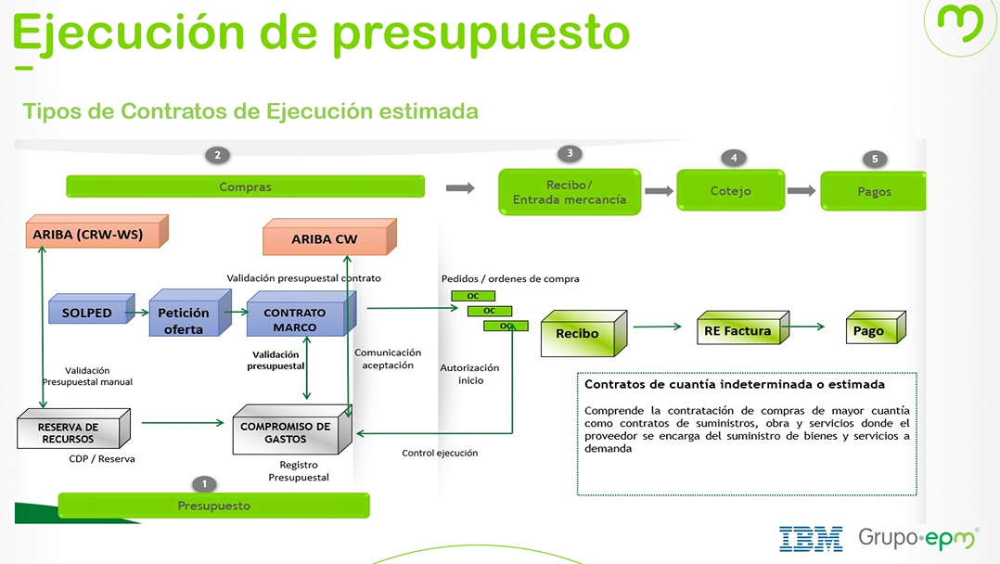 Ejecución de presupuesto
Tipos de Contratos de Ejecución estimada
2
3
4
5
Compras
Recibo/
Entrada mercancía
Cotejo
Pagos
ARIBA (CRW-WS)
ARIBA CW
Validación presupuestal contrato
Pedidos / ordenes de compra
OC
OC
OC
SOLPED
Petición
oferta
CONTRATO
MARCO
Recibo
RE Factura
Pago
Validación
presupuestal
Comunicación
aceptación
Autorización
inicio
Validación
Presupuestal manual
Contratos de cuantía indeterminada o estimada
Comprende la contratación de compras de mayor cuantía
como contratos de suministros, obra y servicios donde el
proveedor se encarga del suministro de bienes y servicios a
demanda
RESERVA DE
RECURSOS
COMPROMISO DE
GASTOS
CDP / Reserva
Control ejecución
Registro
Presupuestal
1
Presupuesto
IBM
Grupo·epm®